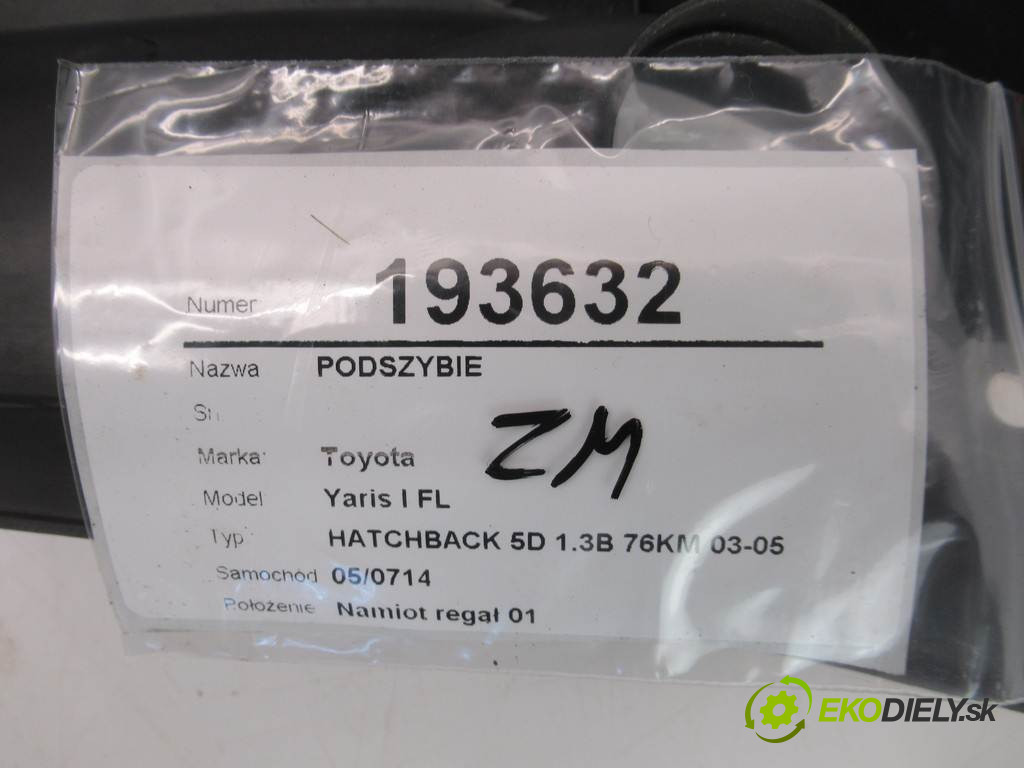 Numer 193632
Nazwa PODSZYBIE
ZM
Marka Toyota
Model Yaris I FL
Typ HATCHBACK 5D 1.3B 76KM 03-05
Samochód 05/0714
Położenie Namiot regał 01
EKODIELY.sk